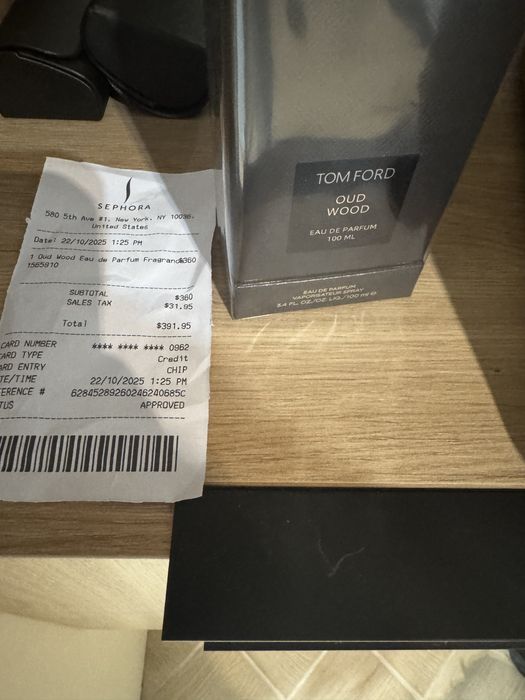 SEPHORA
580 5th Ave #1, New York, NY 10036,
United States
Date: 22/10/2025 1:25 PM
1 Oud Wood Eau de Parfum Fragranc$360
1565910
SUBTOTAL $360
SALES TAX $31.95
Total $391.95
CARD NUMBER **** **** **** 0962
CARD TYPE Credit
CARD ENTRY CHIP
TE/TIME 22/10/2025 1:25 PM
ERENCE # 62845289260246240685C
TUS APPROVED
TOM FORD
OUD
WOOD
EAU DE PARFUM
100 ML
EAU DE PARFUM
VAPORISATEUR SPRAY
3.4 FL. OZ./OZ. LIQ./100 ml ℮